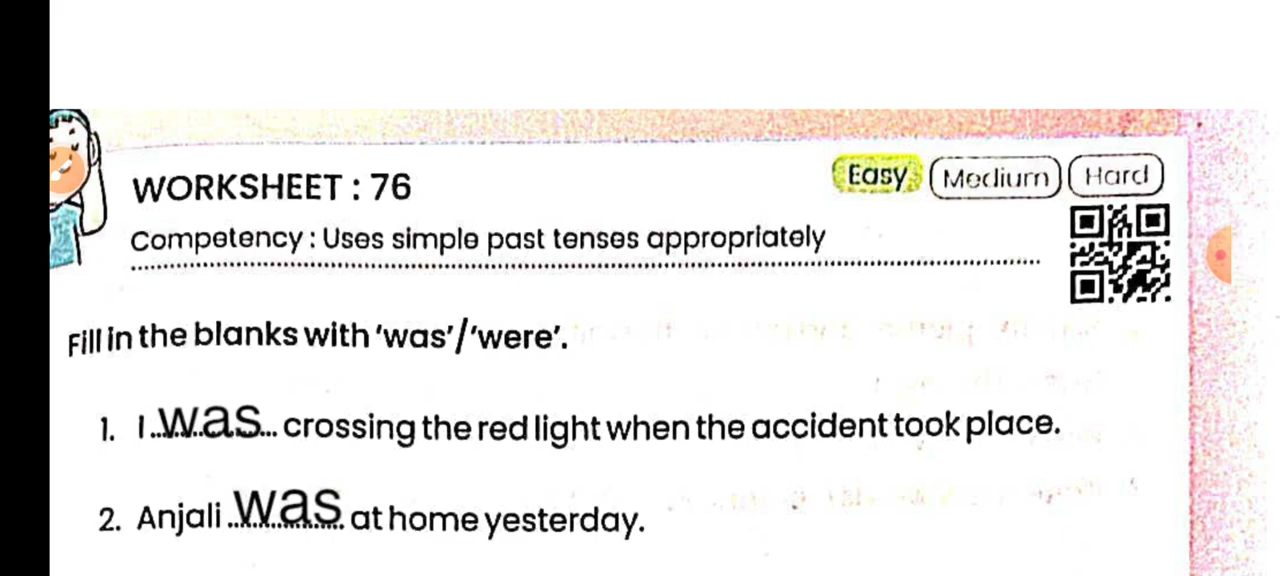 Easy Medium Hard
WORKSHEET : 76
Competency : Uses simple past tenses appropriately
Fill in the blanks with 'was'/'were'.
1. I...was... crossing the red light when the accident took place.
2. Anjali ...was... at home yesterday.